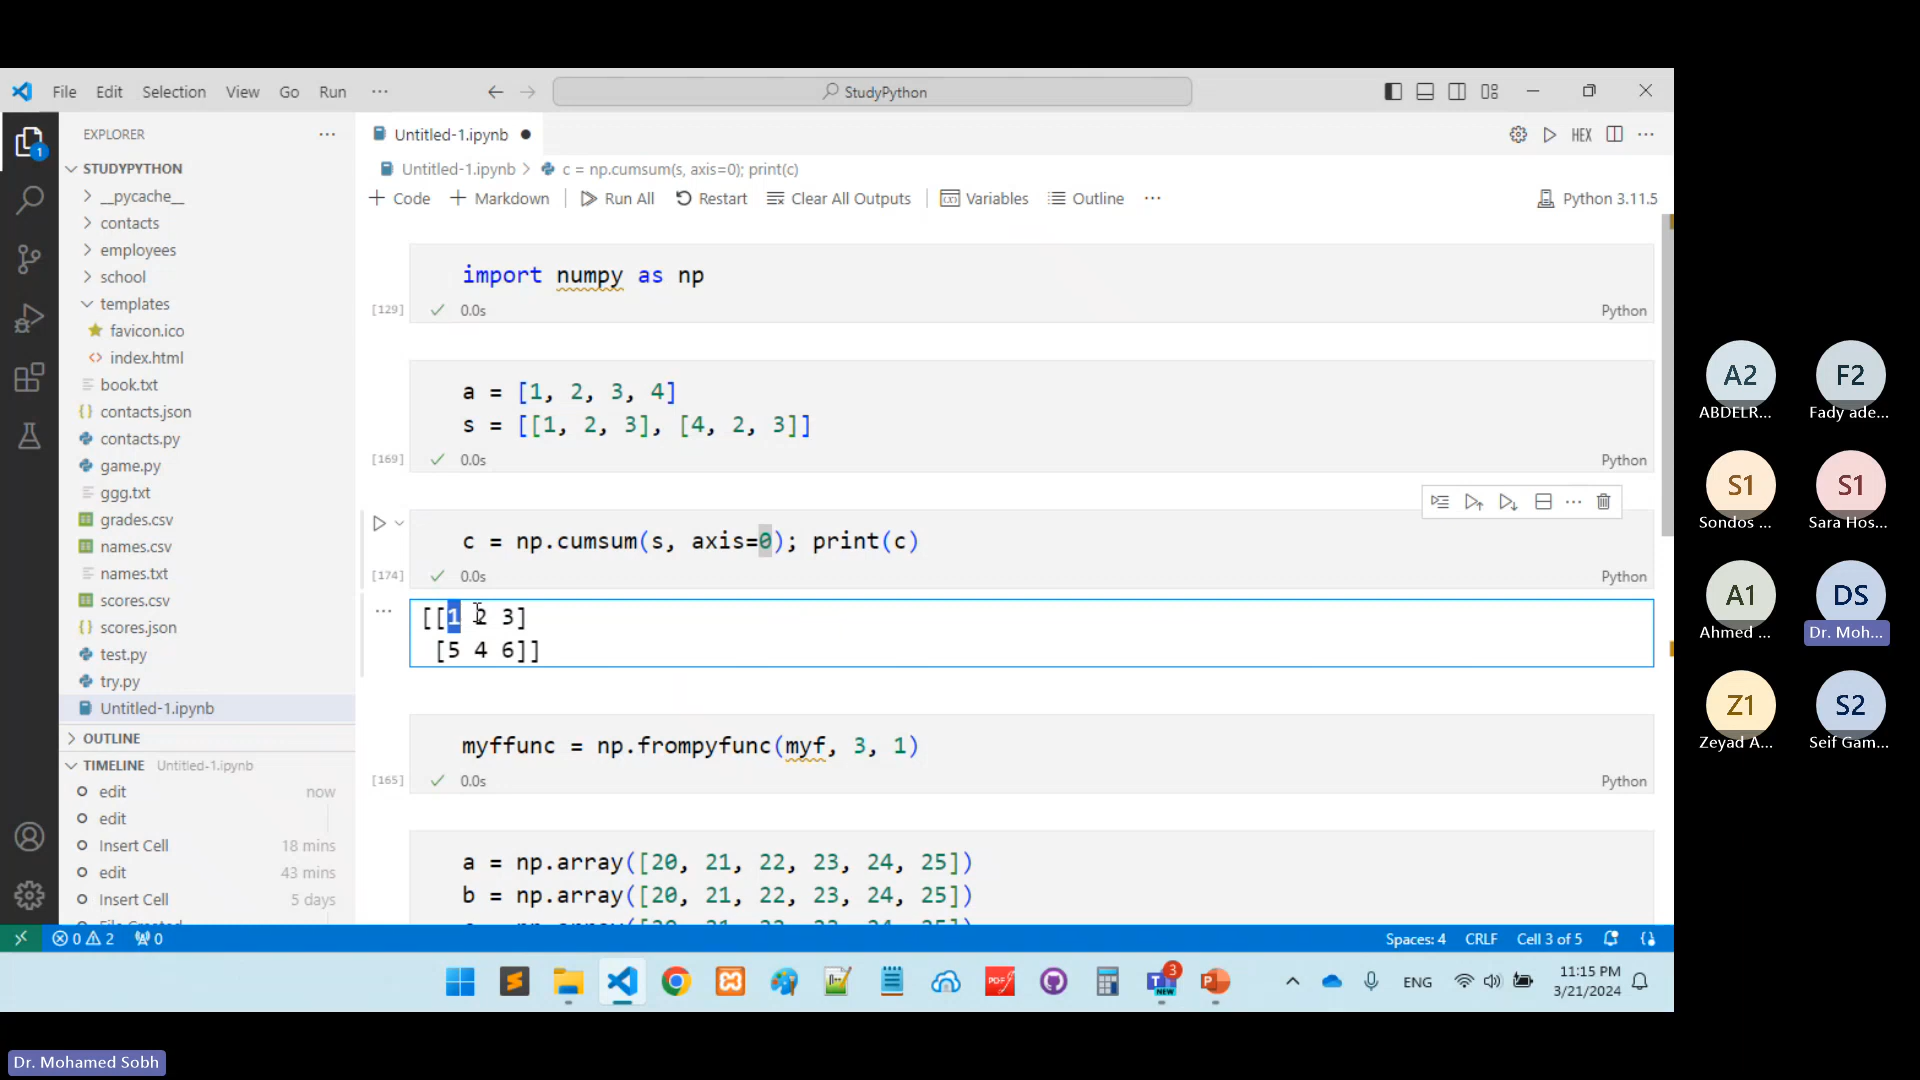 File Edit Selection View Go Run ···
StudyPython
EXPLORER ···
STUDYPYTHON
__pycache__
contacts
employees
school
templates
favicon.ico
index.html
book.txt
contacts.json
contacts.py
game.py
ggg.txt
grades.csv
names.csv
names.txt
scores.csv
scores.json
test.py
try.py
Untitled-1.ipynb
OUTLINE
TIMELINE Untitled-1.ipynb
edit now
edit
Insert Cell 18 mins
edit 43 mins
Insert Cell 5 days
Untitled-1.ipynb
HEX
Untitled-1.ipynb > c = np.cumsum(s, axis=0); print(c)
+ Code + Markdown Run All Restart Clear All Outputs Variables Outline ··· Python 3.11.5
import numpy as np
[129] 0.0s Python
a = [1, 2, 3, 4]
s = [[1, 2, 3], [4, 2, 3]]
[169] 0.0s Python
c = np.cumsum(s, axis=0); print(c)
[174] 0.0s Python
[[1 2 3]
[5 4 6]]
myffunc = np.frompyfunc(myf, 3, 1)
[165] 0.0s Python
a = np.array([20, 21, 22, 23, 24, 25])
b = np.array([20, 21, 22, 23, 24, 25])
0 2 0
Spaces: 4 CRLF Cell 3 of 5
1
3
NEW
ENG
11:15 PM
3/21/2024
A2
ABDELR...
F2
Fady ade...
S1
Sondos ...
S1
Sara Hos...
A1
Ahmed ...
DS
Dr. Moh...
Z1
Zeyad A...
S2
Seif Gam...
Dr. Mohamed Sobh